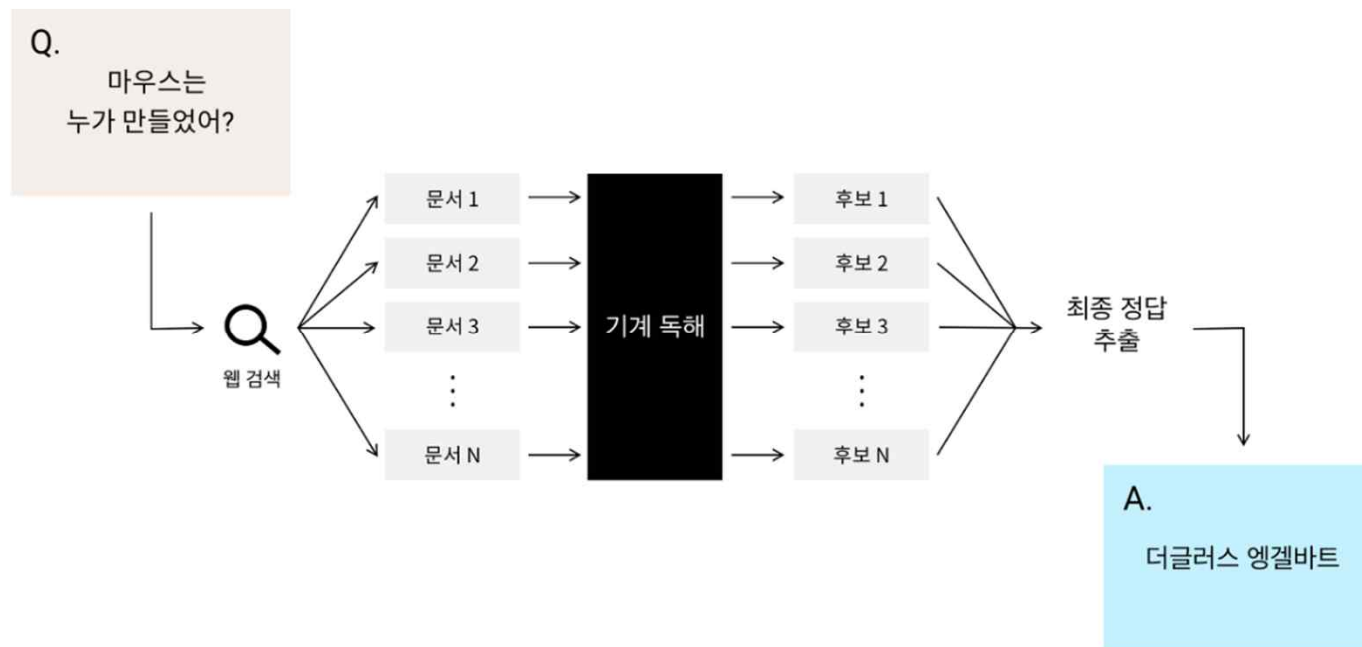 Q.
마우스는
누가 만들었어?
웹 검색
문서 1
문서 2
문서 3
문서 N
기계 독해
후보 1
후보 2
후보 3
후보 N
최종 정답
추출
A.
더글러스 엥겔바트